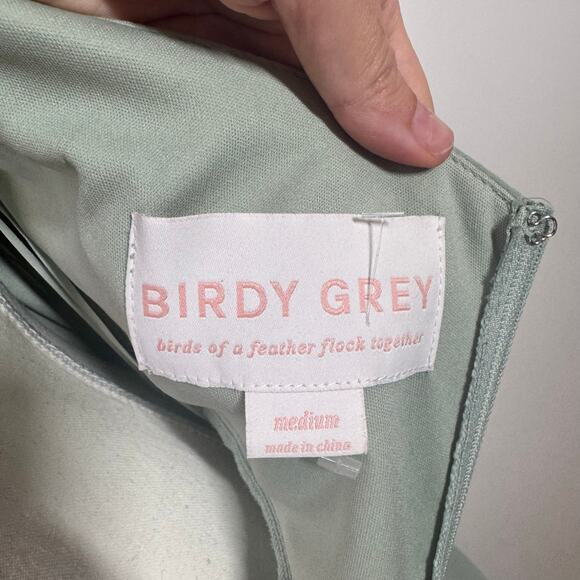 BIRDY GREY
birds of a feather flock together
medium
made in china